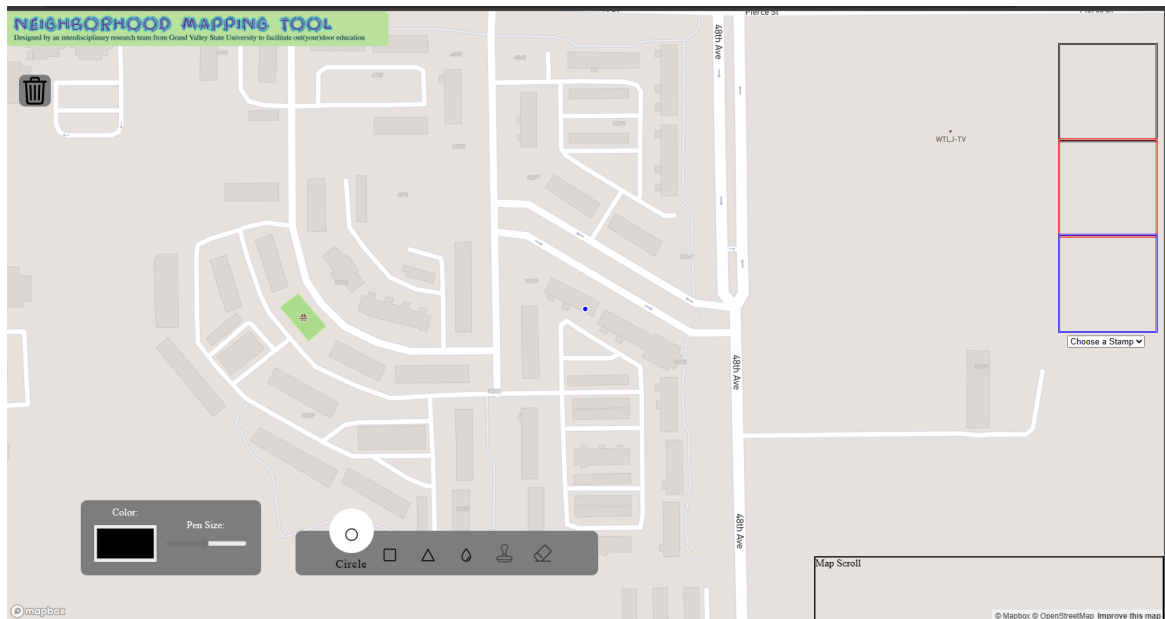 NEIGHBORHOOD MAPPING TOOL
Designed by an interdisciplinary research team from Grand Valley State University to facilitate out(your)door education
Pierce St
Pierce St
48th Ave
WTLJ-TV
Choose a Stamp
48th Ave
48th Ave
Color:
Pen Size:
Circle
Map Scroll
mapbox
© Mapbox © OpenStreetMap Improve this map